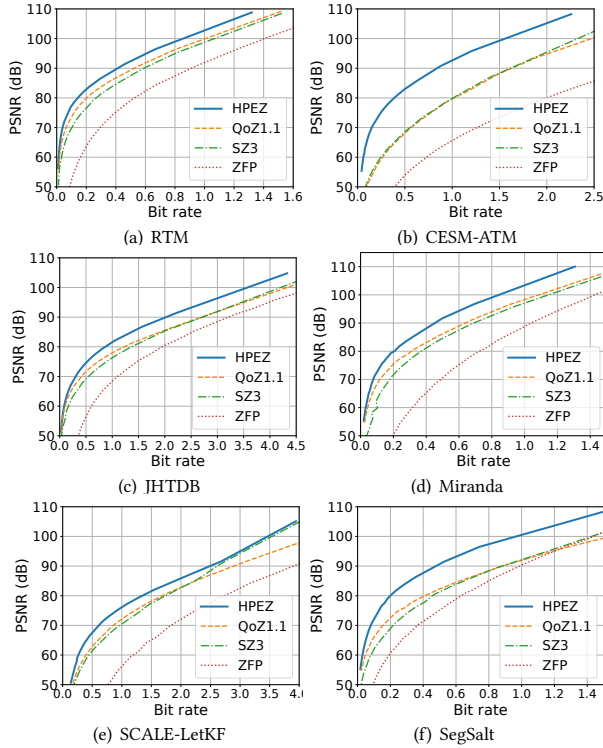 110
100
90
80
70
60
50
PSNR (dB)
HPEZ
QoZ1.1
SZ3
ZFP
0.0 0.2 0.4 0.6 0.8 1.0 1.2 1.4 1.6
Bit rate
(a) RTM
110
100
90
80
70
60
50
PSNR (dB)
HPEZ
QoZ1.1
SZ3
ZFP
0.0 0.5 1.0 1.5 2.0 2.5
Bit rate
(b) CESM-ATM
110
100
90
80
70
60
50
PSNR (dB)
HPEZ
QoZ1.1
SZ3
ZFP
0.0 0.5 1.0 1.5 2.0 2.5 3.0 3.5 4.0 4.5
Bit rate
(c) JHTDB
110
100
90
80
70
60
50
PSNR (dB)
HPEZ
QoZ1.1
SZ3
ZFP
0.0 0.2 0.4 0.6 0.8 1.0 1.2 1.4
Bit rate
(d) Miranda
110
100
90
80
70
60
50
PSNR (dB)
HPEZ
QoZ1.1
SZ3
ZFP
0.0 0.5 1.0 1.5 2.0 2.5 3.0 3.5 4.0
Bit rate
(e) SCALE-LetKF
110
100
90
80
70
60
50
PSNR (dB)
HPEZ
QoZ1.1
SZ3
ZFP
0.0 0.2 0.4 0.6 0.8 1.0 1.2 1.4
Bit rate
(f) SegSalt